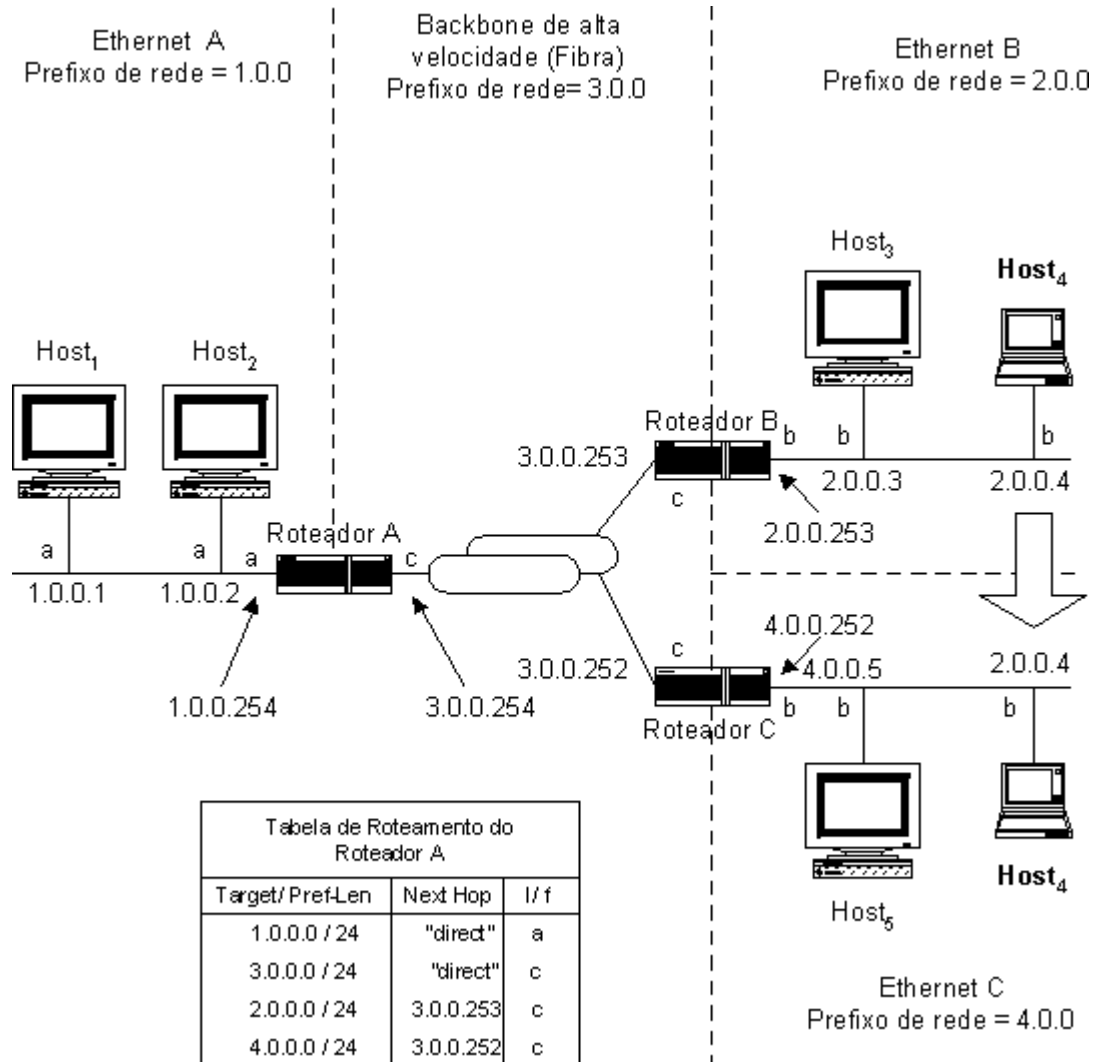 Ethernet A
Prefixo de rede = 1.0.0
Backbone de alta
velocidade (Fibra)
Prefixo de rede= 3.0.0
Ethernet B
Prefixo de rede = 2.0.0
Host3
Host4
Host1
Host2
Roteador B
b
b
b
3.0.0.253
c
2.0.0.3
2.0.0.4
2.0.0.253
Roteador A
a
a
a
c
1.0.0.1
1.0.0.2
4.0.0.252
c
3.0.0.252
4.0.0.5
2.0.0.4
1.0.0.254
3.0.0.254
b
b
b
Roteador C
Host4
Host5
Tabela de Roteamento do
Roteador A
Target/ Pref-Len Next Hop I/ f
1.0.0.0 / 24 "direct" a
3.0.0.0 / 24 "direct" c
2.0.0.0 / 24 3.0.0.253 c
4.0.0.0 / 24 3.0.0.252 c
Ethernet C
Prefixo de rede = 4.0.0